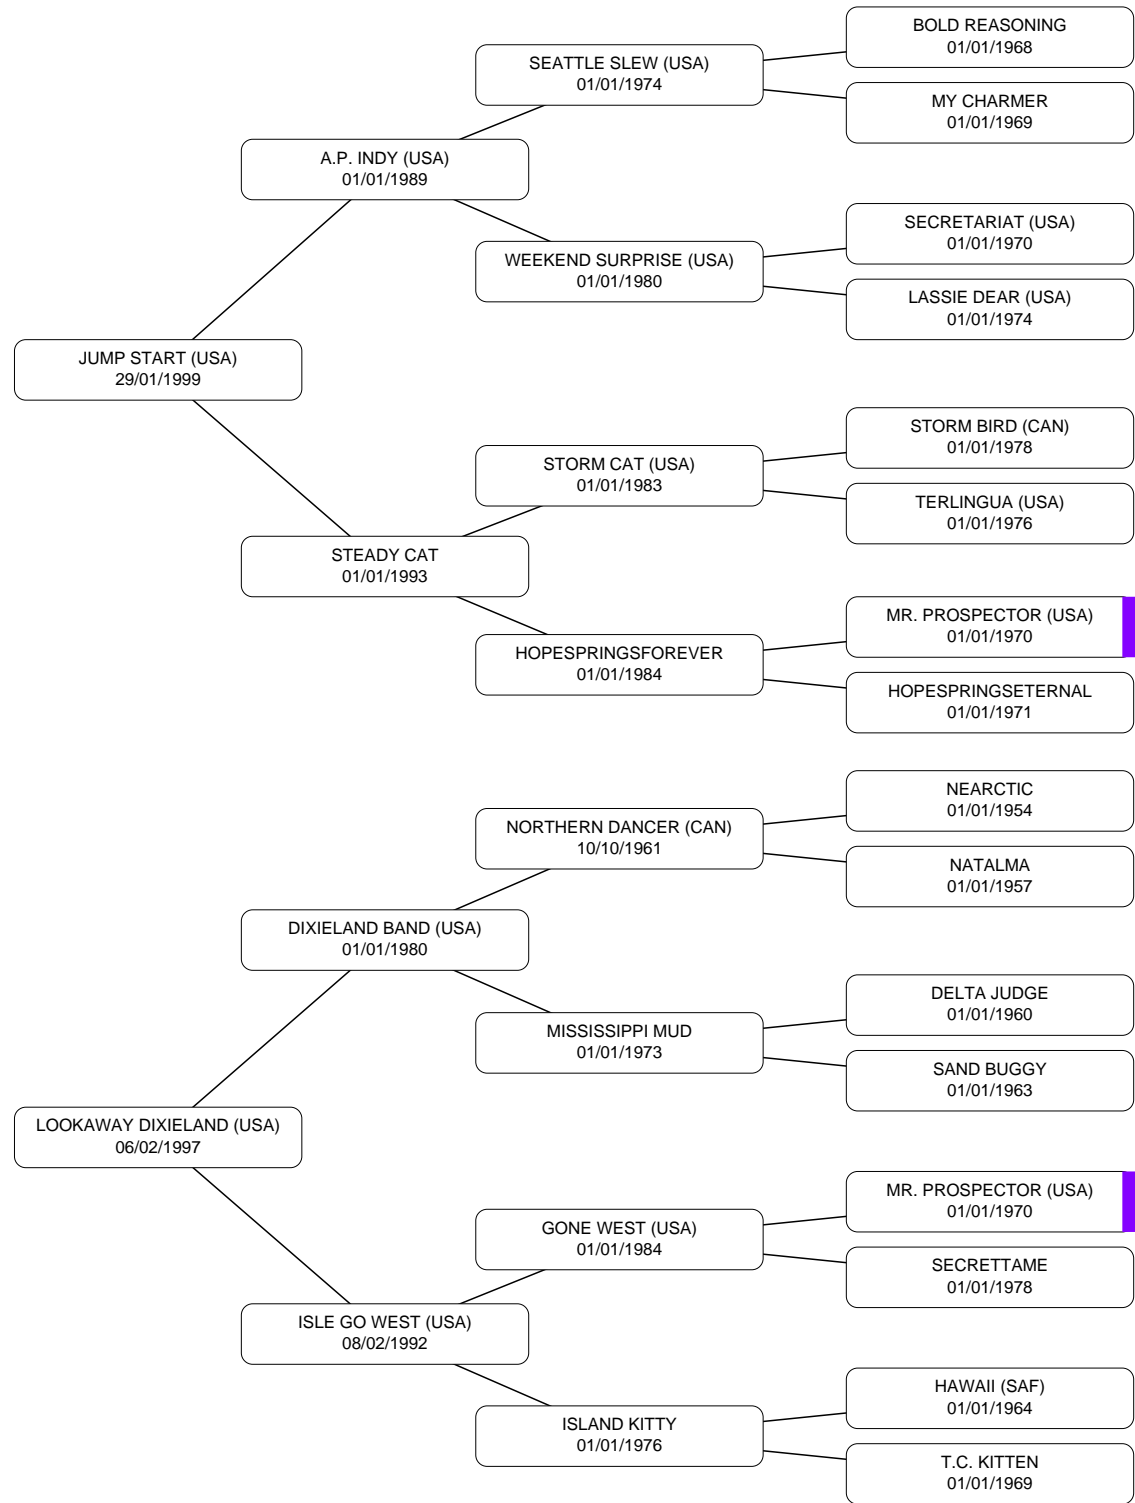 BOLD REASONING
01/01/1968
SEATTLE SLEW (USA)
01/01/1974
MY CHARMER
01/01/1969
A.P. INDY (USA)
01/01/1989
SECRETARIAT (USA)
01/01/1970
WEEKEND SURPRISE (USA)
01/01/1980
LASSIE DEAR (USA)
01/01/1974
JUMP START (USA)
29/01/1999
STORM BIRD (CAN)
01/01/1978
STORM CAT (USA)
01/01/1983
TERLINGUA (USA)
01/01/1976
STEADY CAT
01/01/1993
MR. PROSPECTOR (USA)
01/01/1970
HOPESPRINGSFOREVER
01/01/1984
HOPESPRINGSETERNAL
01/01/1971
NEARCTIC
01/01/1954
NORTHERN DANCER (CAN)
10/10/1961
NATALMA
01/01/1957
DIXIELAND BAND (USA)
01/01/1980
DELTA JUDGE
01/01/1960
MISSISSIPPI MUD
01/01/1973
SAND BUGGY
01/01/1963
LOOKAWAY DIXIELAND (USA)
06/02/1997
MR. PROSPECTOR (USA)
01/01/1970
GONE WEST (USA)
01/01/1984
SECRETTAME
01/01/1978
ISLE GO WEST (USA)
08/02/1992
HAWAII (SAF)
01/01/1964
ISLAND KITTY
01/01/1976
T.C. KITTEN
01/01/1969